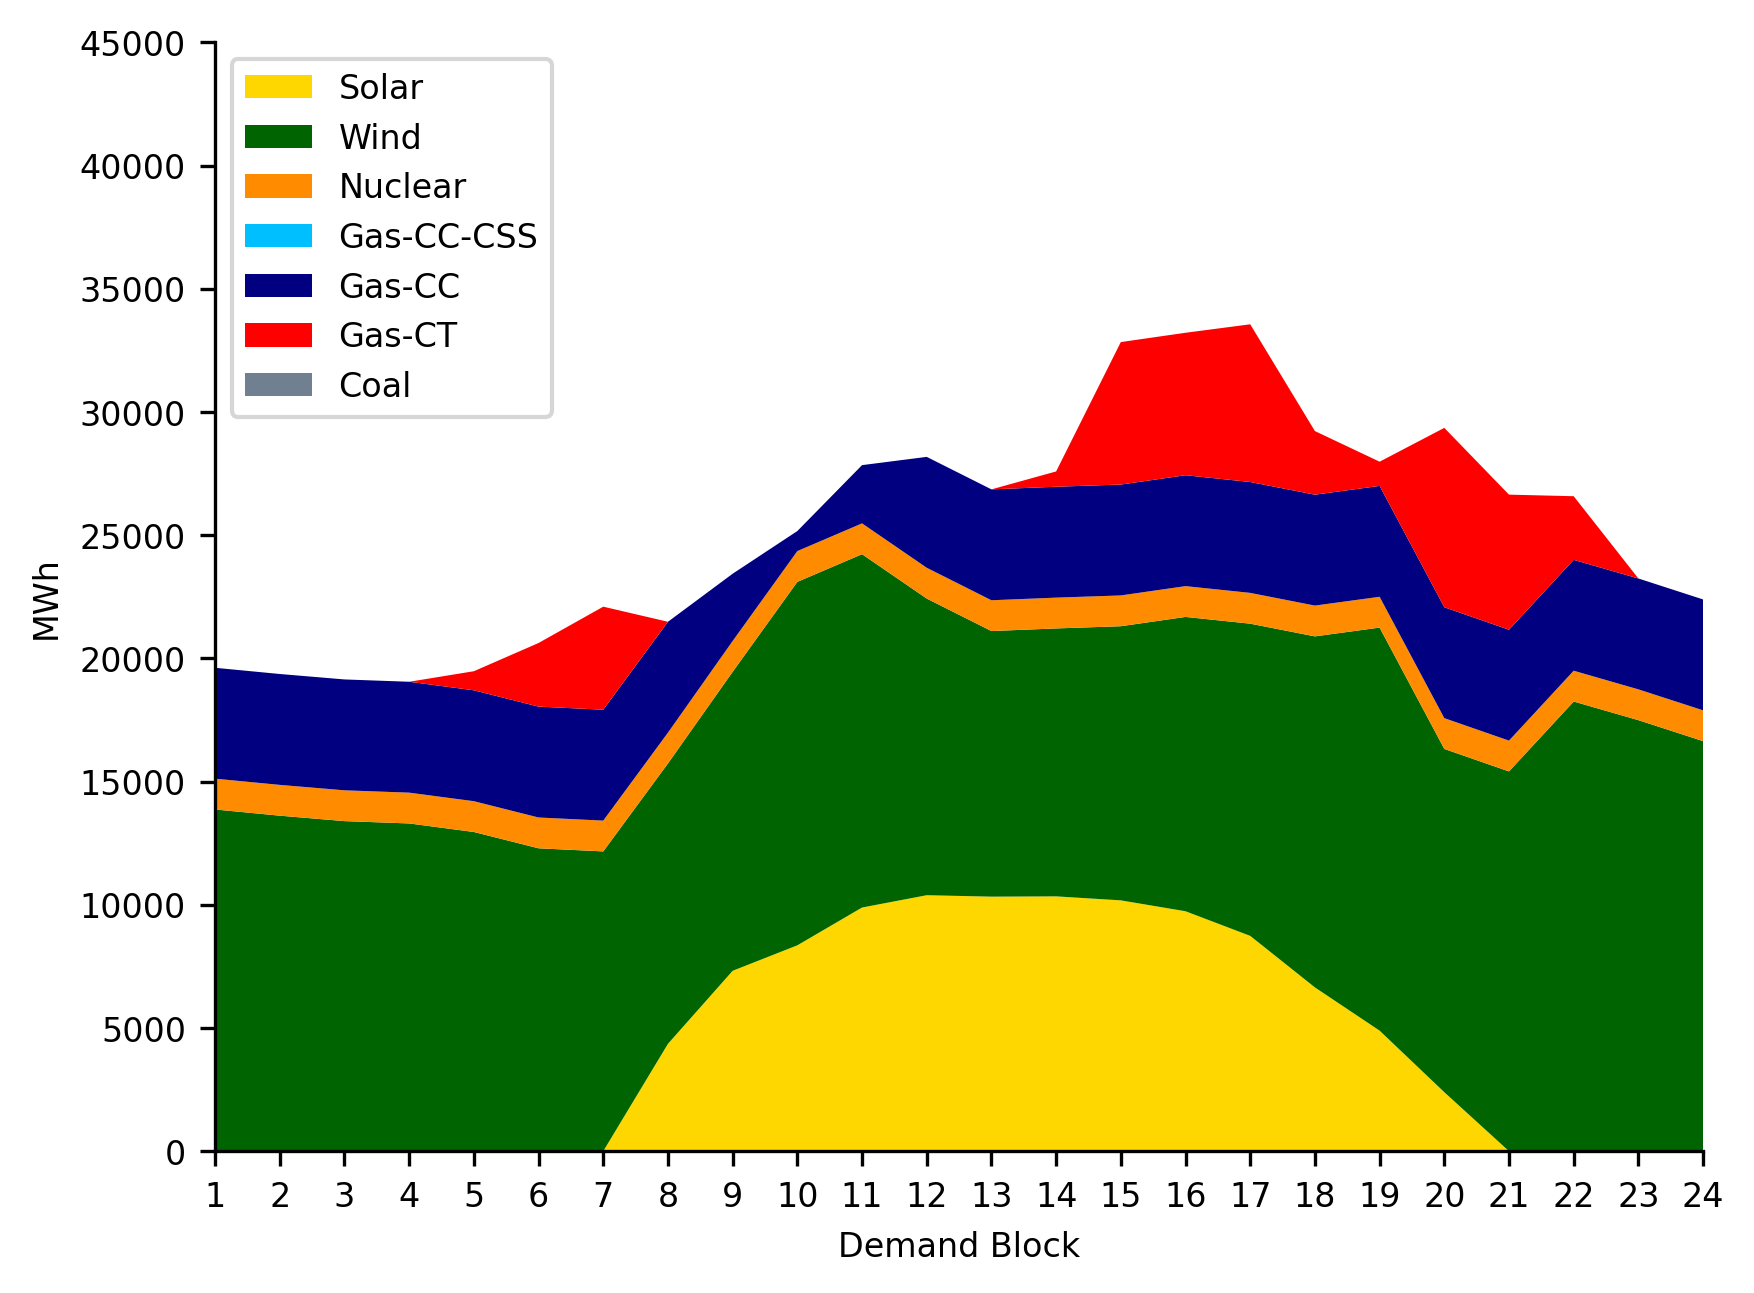 45000
40000
35000
30000
25000
20000
15000
10000
5000
0
MWh
Solar
Wind
Nuclear
Gas-CC-CSS
Gas-CC
Gas-CT
Coal
1 2 3 4 5 6 7 8 9 10 11 12 13 14 15 16 17 18 19 20 21 22 23 24
Demand Block